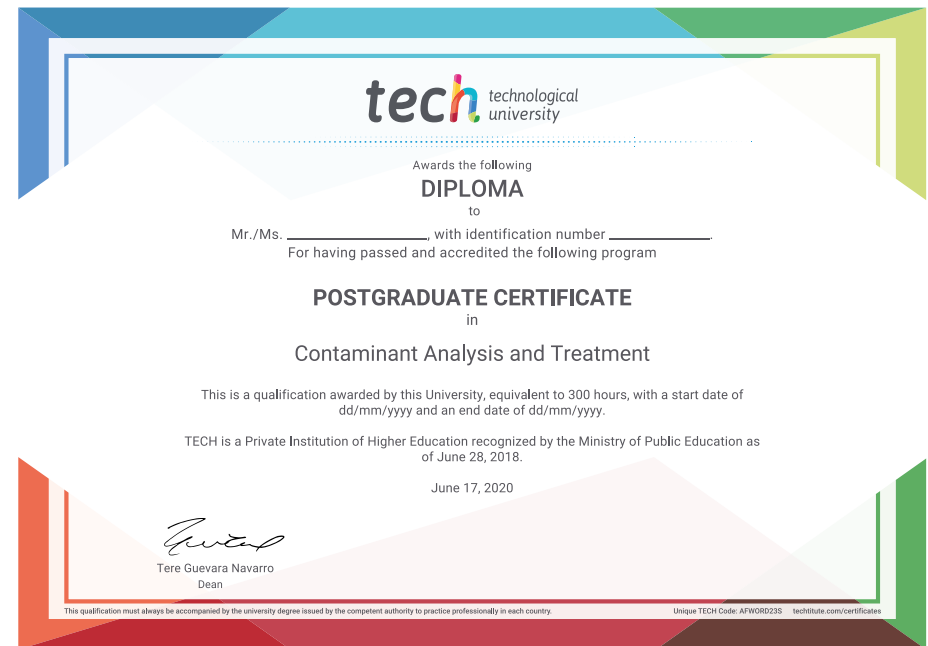 tech technological
university
Awards the following
DIPLOMA
to
Mr./Ms. ____________________, with identification number ______________.
For having passed and accredited the following program
POSTGRADUATE CERTIFICATE
in
Contaminant Analysis and Treatment
This is a qualification awarded by this University, equivalent to 300 hours, with a start date of
dd/mm/yyyy and an end date of dd/mm/yyyy.
TECH is a Private Institution of Higher Education recognized by the Ministry of Public Education as
of June 28, 2018.
June 17, 2020
Tere Guevara Navarro
Dean
This qualification must always be accompanied by the university degree issued by the competent authority to practice professionally in each country. Unique TECH Code: AFWORD23S techtitute.com/certificates